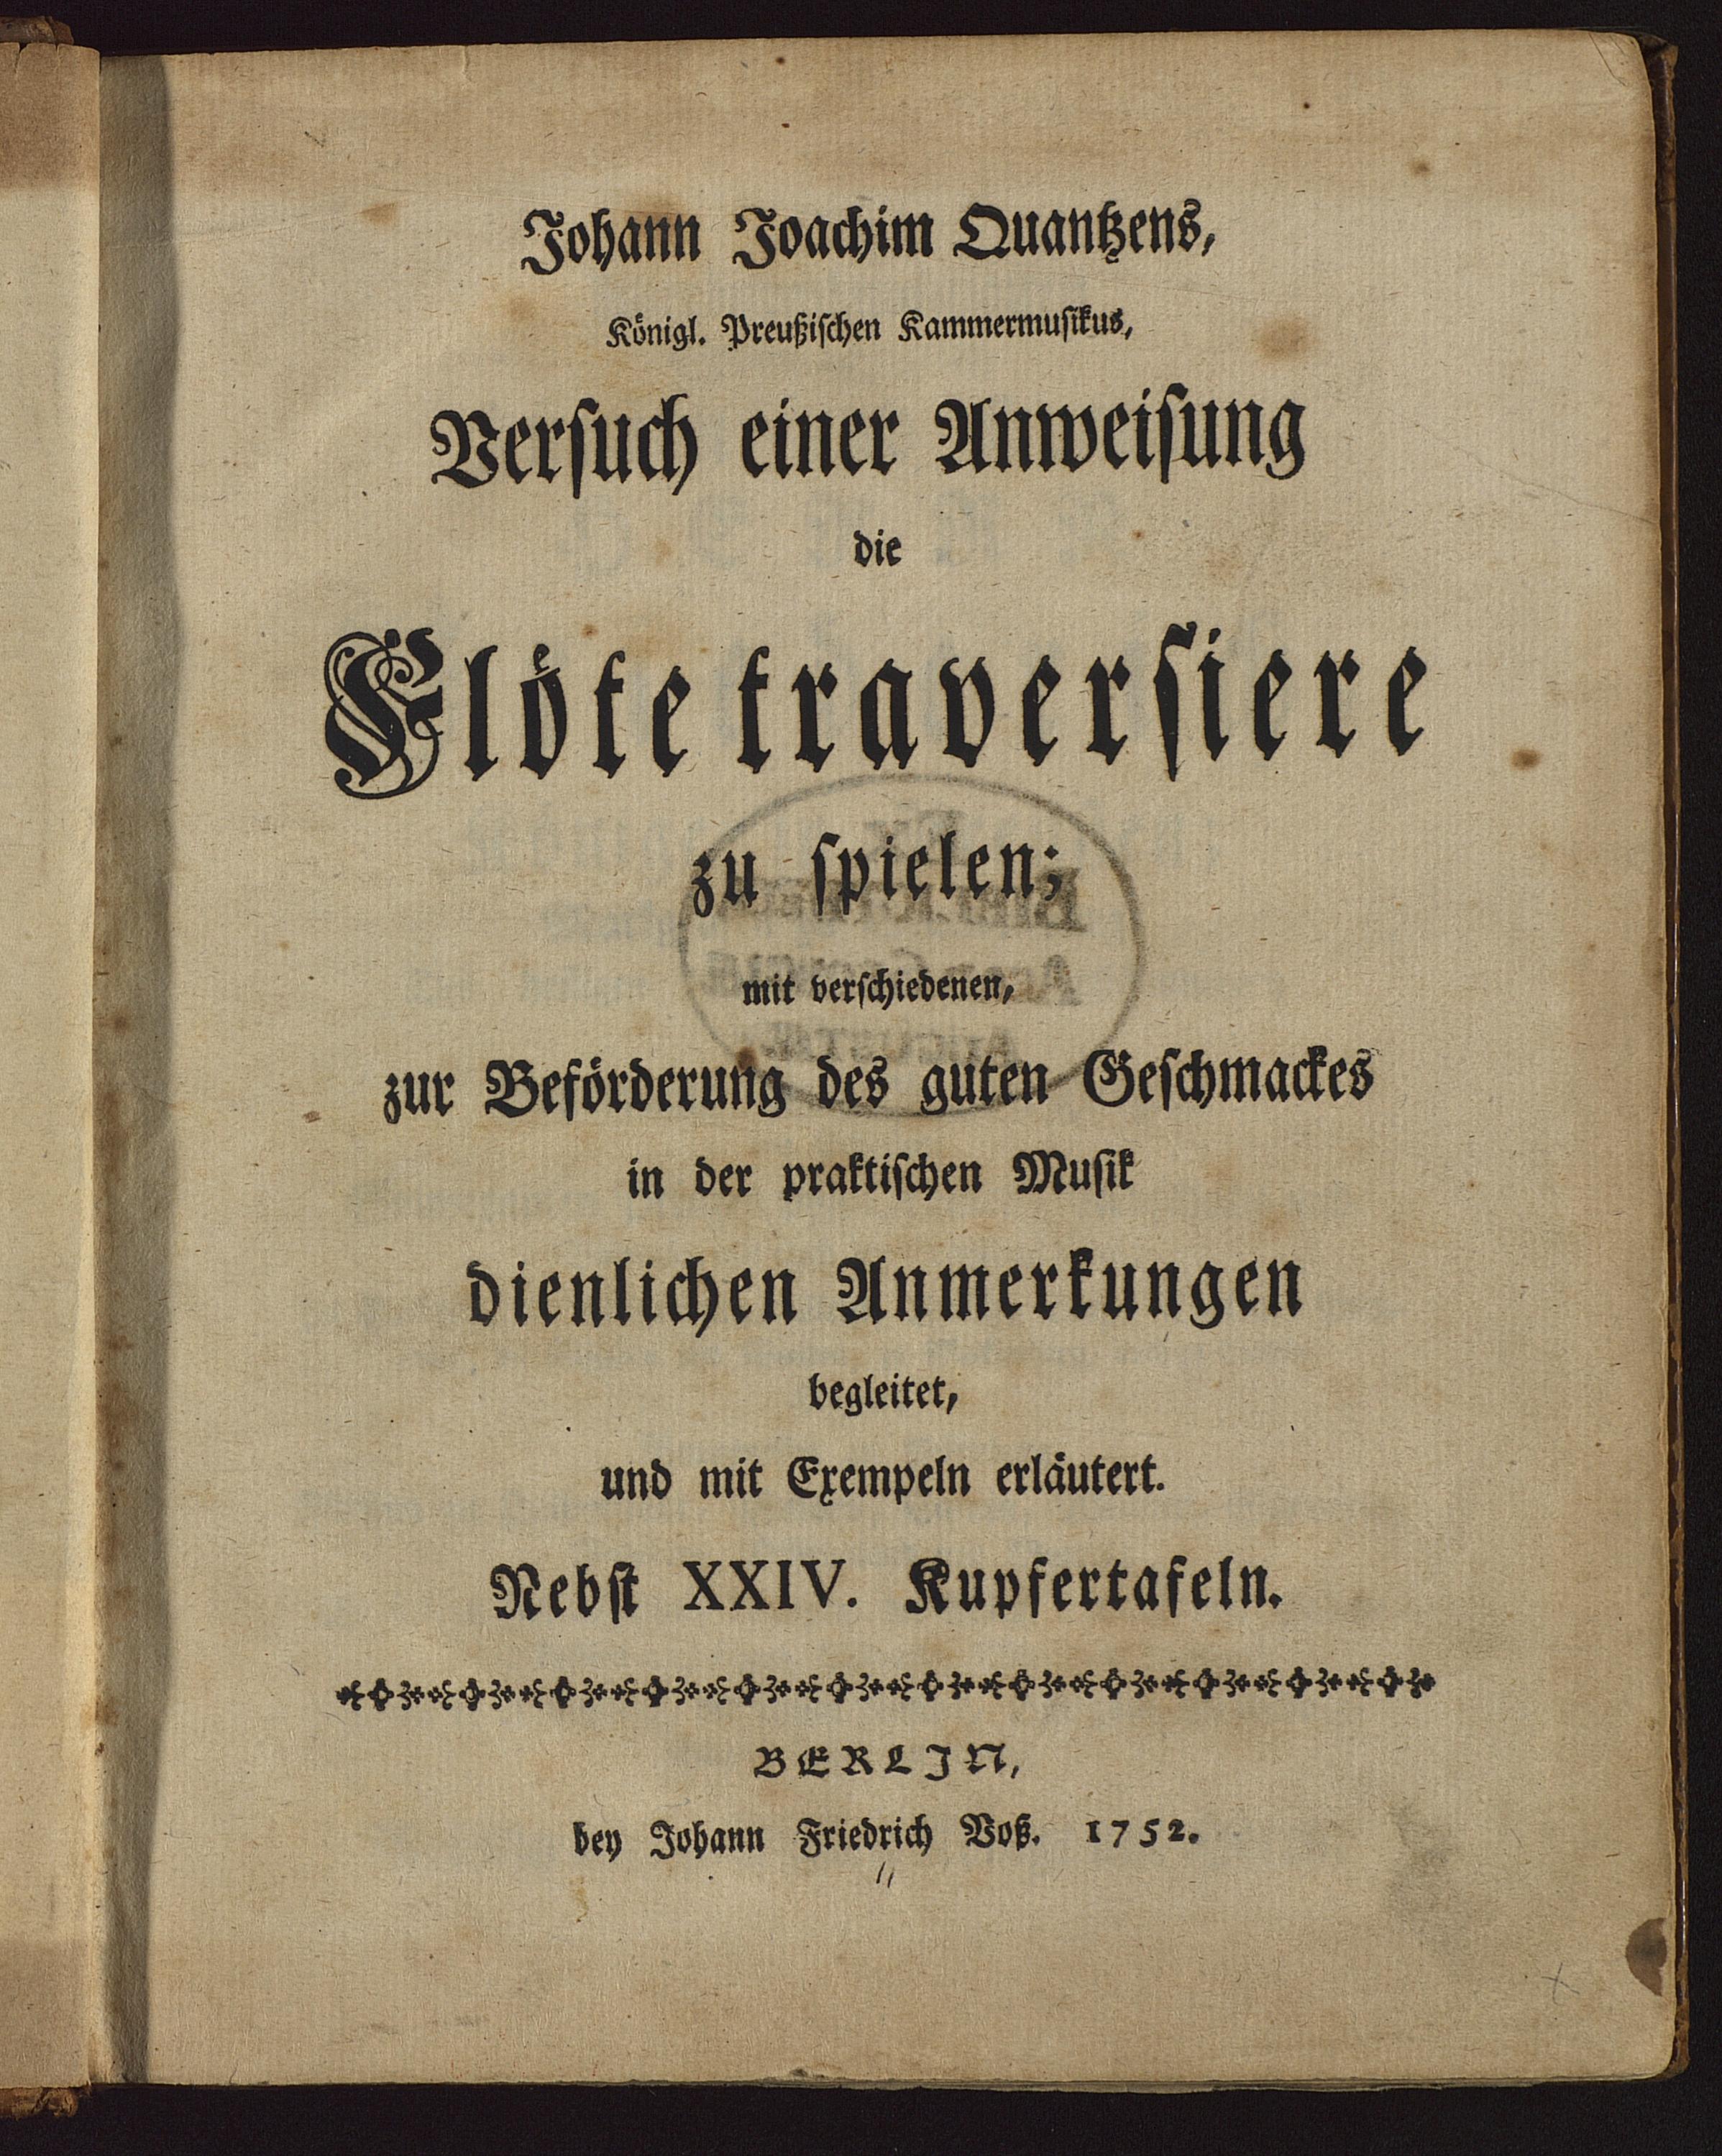 Johann Joachim Quantzens,
Königl. Preußiſchen Kammermuſikus,
Verſuch einer Anweiſung
die
Flöte traverſiere
zu ſpielen;
mit verſchiedenen,
zur Beförderung des guten Geſchmackes
in der praktiſchen Muſik
dienlichen Anmerkungen
begleitet,
und mit Exempeln erläutert.
Nebſt XXIV. Kupfertafeln.
BERLIN,
bey Johann Friedrich Voß. 1752.